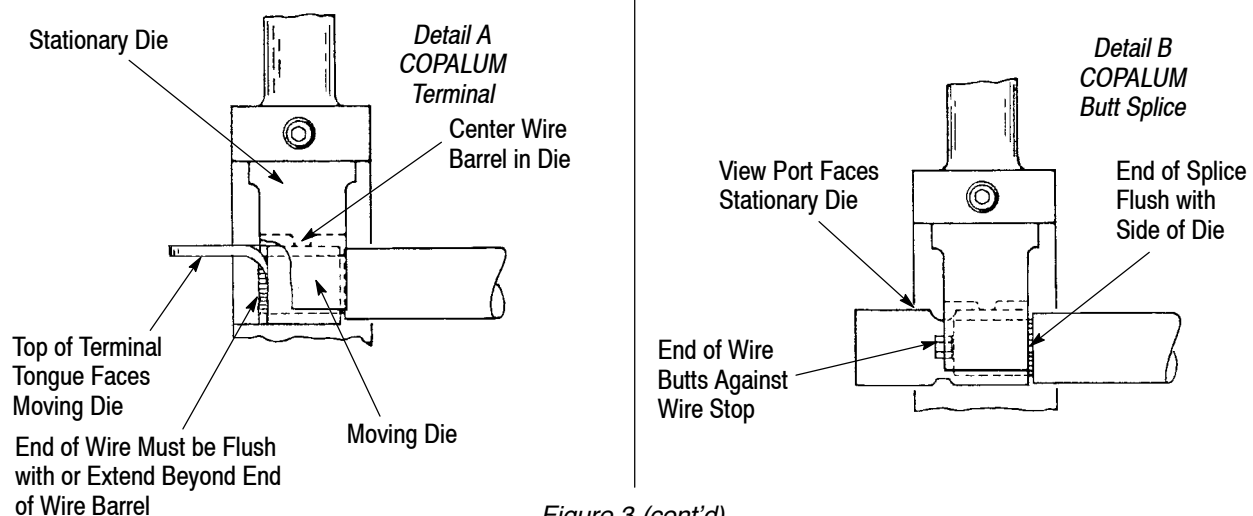 Stationary Die
Detail A
COPALUM
Terminal
Center Wire
Barrel in Die
Top of Terminal
Tongue Faces
Moving Die
End of Wire Must be Flush
with or Extend Beyond End
of Wire Barrel
Moving Die
Detail B
COPALUM
Butt Splice
View Port Faces
Stationary Die
End of Splice
Flush with
Side of Die
End of Wire
Butts Against
Wire Stop
Figure 3 (cont'd)